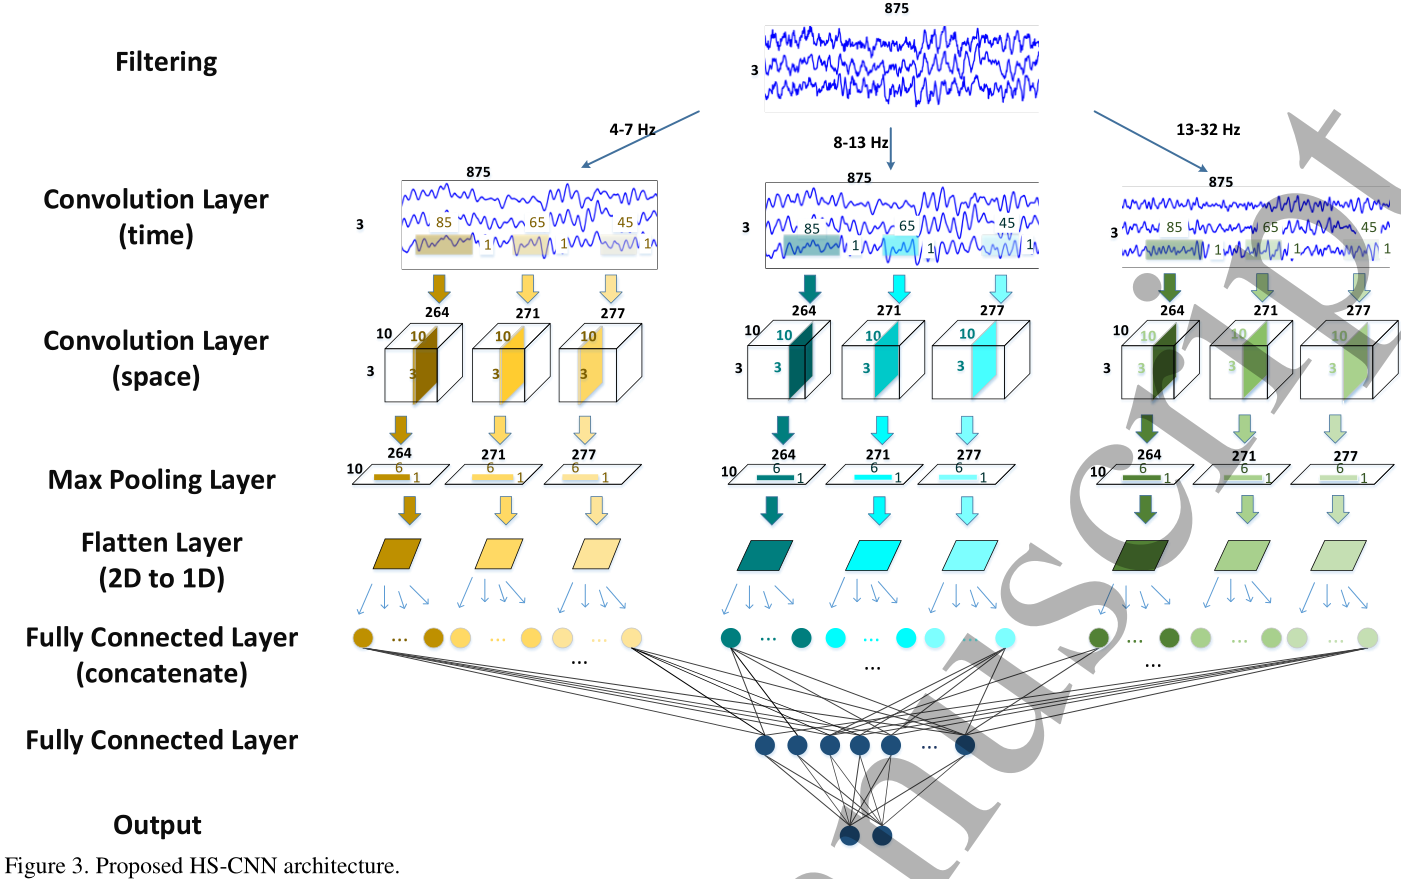 875
Filtering
3
4-7 Hz
8-13 Hz
13-32 Hz
Convolution Layer
(time)
875
3
85 1 65 1 45 1
875
3
85 1 65 1 45 1
875
3
85 1 65 1 45 1
Convolution Layer
(space)
264 271 277
10 10 10 10
3 3 3 3
264 271 277
10 10 10 10
3 3 3 3
264 271 277
10 10 10 10
3 3 3 3
Max Pooling Layer
264 271 277
10 6 1 6 1 6 1
264 271 277
10 6 1 6 1 6 1
264 271 277
10 6 1 6 1 6 1
Flatten Layer
(2D to 1D)
Fully Connected Layer
(concatenate)
... ... ... ... ... ... ... ... ...
... ... ...
Fully Connected Layer
...
Output
Figure 3. Proposed HS-CNN architecture.
nuscript